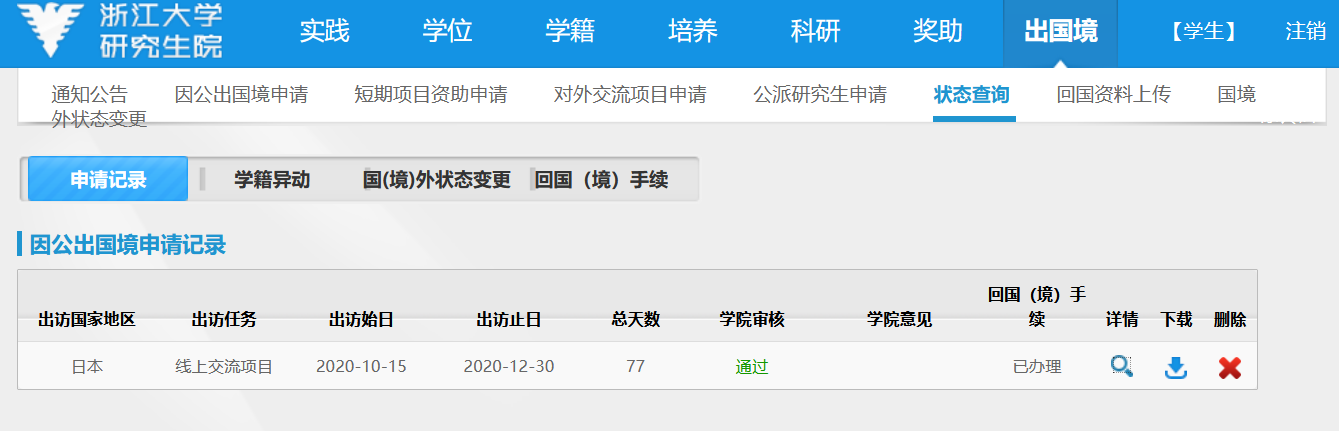 浙江大学
研究生院
实践 学位 学籍 培养 科研 奖助 出国境 【学生】 注销
通知公告 因公出国境申请 短期项目资助申请 对外交流项目申请 公派研究生申请 状态查询 回国资料上传 国境
外状态变更
申请记录 学籍异动 国(境)外状态变更 回国（境）手续
因公出国境申请记录
出访国家地区 出访任务 出访始日 出访止日 总天数 学院审核 学院意见 回国（境）手
续 详情 下载 删除
日本 线上交流项目 2020-10-15 2020-12-30 77 通过 已办理